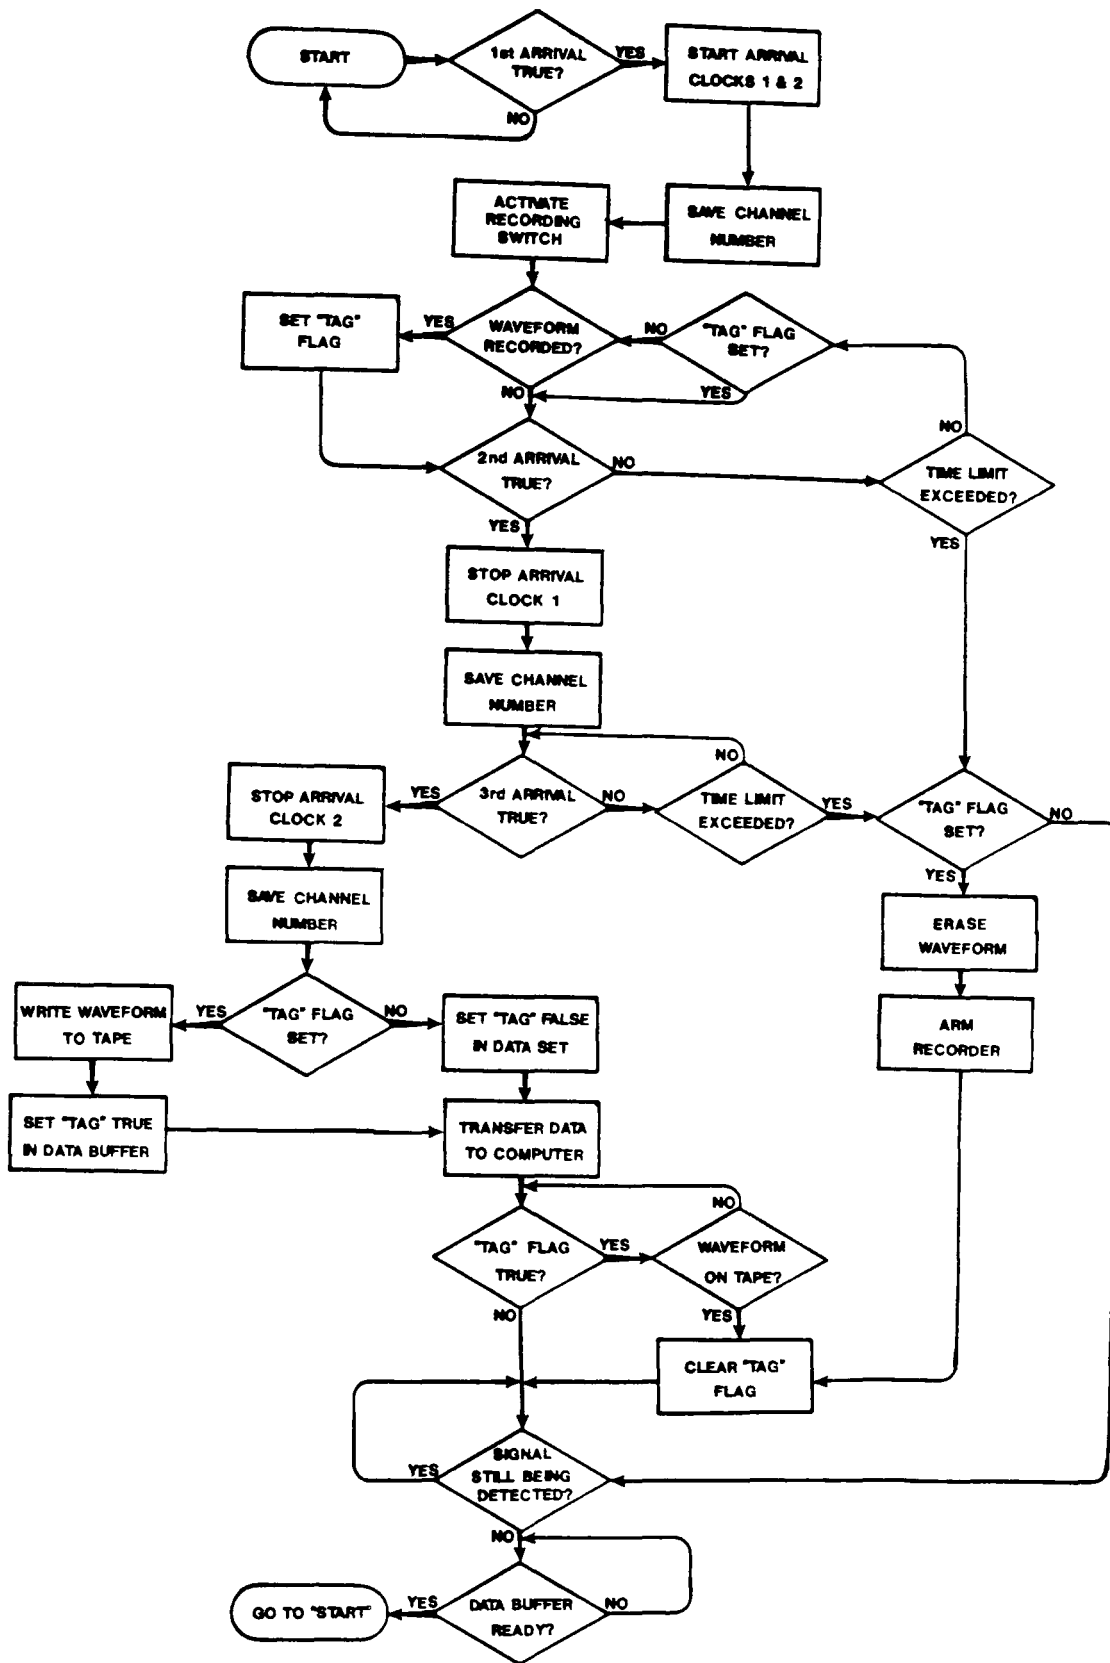 START
1st ARRIVAL
TRUE?
YES
START ARRIVAL
CLOCKS 1 & 2
NO
SAVE CHANNEL
NUMBER
ACTIVATE
RECORDING
SWITCH
SET "TAG"
FLAG
YES
WAVEFORM
RECORDED?
NO
"TAG" FLAG
SET?
NO
YES
2nd ARRIVAL
TRUE?
NO
NO
TIME LIMIT
EXCEEDED?
YES
YES
STOP ARRIVAL
CLOCK 1
SAVE CHANNEL
NUMBER
NO
STOP ARRIVAL
CLOCK 2
YES
3rd ARRIVAL
TRUE?
NO
TIME LIMIT
EXCEEDED?
YES
"TAG" FLAG
SET?
NO
YES
SAVE CHANNEL
NUMBER
ERASE
WAVEFORM
WRITE WAVEFORM
TO TAPE
YES
"TAG" FLAG
SET?
NO
SET "TAG" FALSE
IN DATA SET
ARM
RECORDER
SET "TAG" TRUE
IN DATA BUFFER
TRANSFER DATA
TO COMPUTER
NO
"TAG" FLAG
TRUE?
YES
WAVEFORM
ON TAPE?
NO
YES
CLEAR "TAG"
FLAG
SIGNAL
STILL BEING
DETECTED?
YES
NO
GO TO "START"
YES
DATA BUFFER
READY?
NO